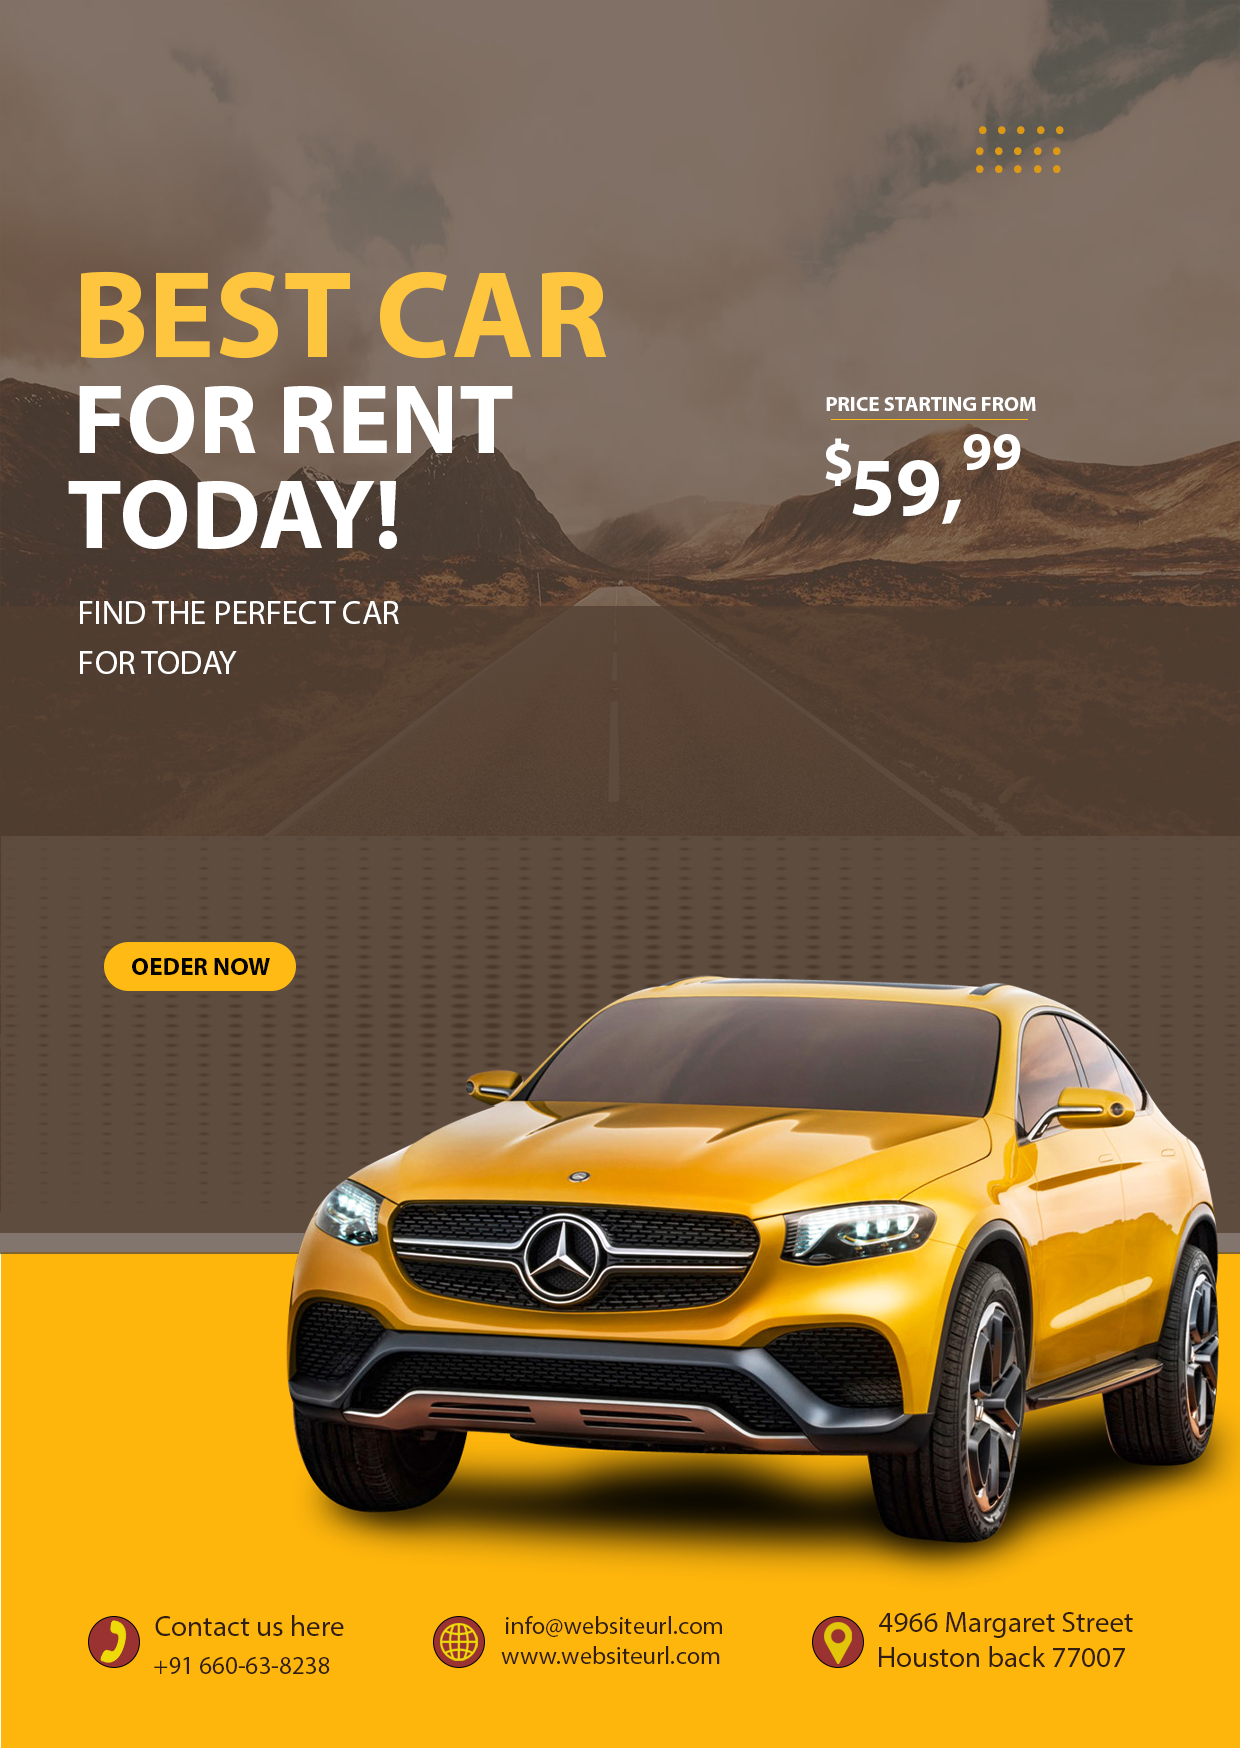 BEST CAR
FOR RENT
TODAY!
FIND THE PERFECT CAR
FOR TODAY
PRICE STARTING FROM
$59,99
OEDER NOW
Contact us here
+91 660-63-8238
info@websiteurl.com
www.websiteurl.com
4966 Margaret Street
Houston back 77007